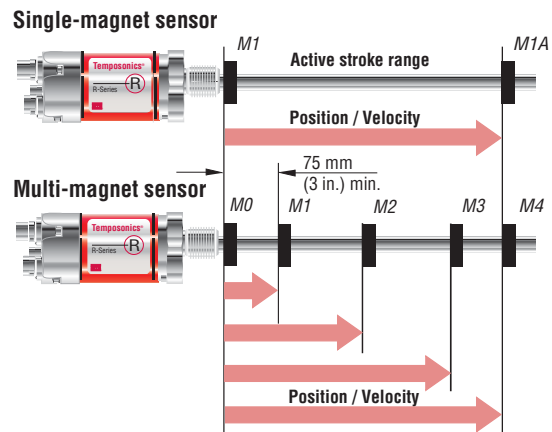 Single-magnet sensor
M1
M1A
Temposonics®
R-Series
R
Active stroke range
Position / Velocity
75 mm
(3 in.) min.
Multi-magnet sensor
M0
M1
M2
M3
M4
Temposonics®
R-Series
R
Position / Velocity